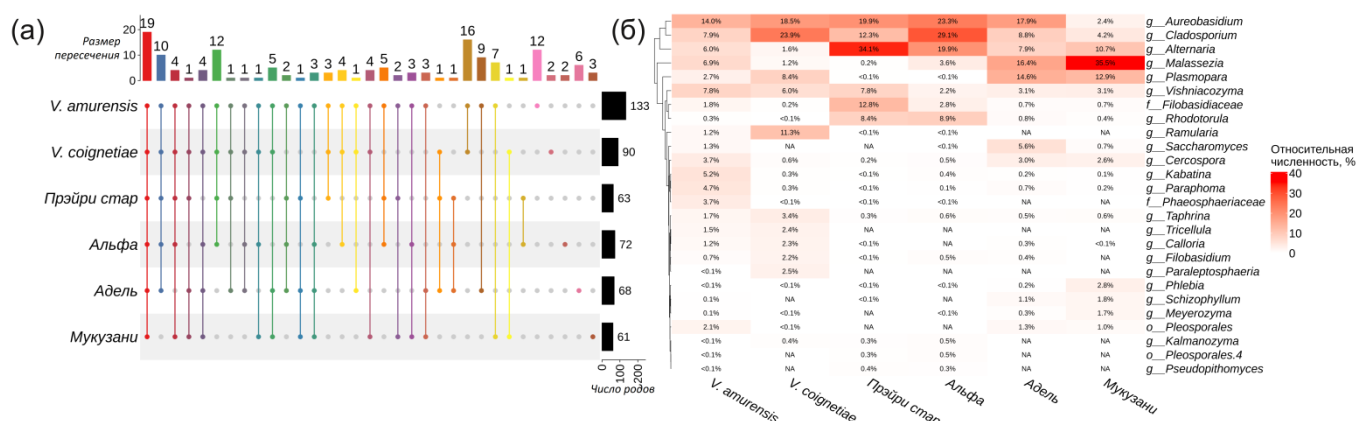 (а)
Размер
пересечения
20
10
0
19 10 4 1 4 12 1 1 1 5 2 1 3 3 4 1 4 5 2 3 3 1 1 16 9 7 1 1 12 2 2 6 3
V. amurensis 133
V. coignetiae 90
Прэйри стар 63
Альфа 72
Адель 68
Мукузани 61
0 100 200
Число родов
(б)
14.0% 18.5% 19.9% 23.3% 17.9% 2.4% g__Aureobasidium
7.9% 23.9% 12.3% 29.1% 8.8% 4.2% g__Cladosporium
6.0% 1.6% 34.1% 19.9% 7.9% 10.7% g__Alternaria
6.9% 1.2% 0.2% 3.6% 16.4% 35.5% g__Malassezia
2.7% 8.4% <0.1% <0.1% 14.6% 12.9% g__Plasmopara
7.8% 6.0% 7.8% 2.2% 3.1% 3.1% g__Vishniacozyma
1.8% 0.2% 12.8% 2.8% 0.7% 0.7% f__Filobasidiaceae
0.3% <0.1% 8.4% 8.9% 0.8% 0.4% g__Rhodotorula
1.2% 11.3% <0.1% <0.1% NA NA g__Ramularia
1.3% NA NA <0.1% 5.6% 0.7% g__Saccharomyces
3.7% 0.6% 0.2% 0.5% 3.0% 2.6% g__Cercospora
5.2% 0.3% <0.1% 0.4% 0.2% 0.1% g__Kabatina
4.7% 0.3% <0.1% 0.1% 0.7% 0.2% g__Paraphoma
3.7% <0.1% <0.1% NA NA NA f__Phaeosphaeriaceae
1.7% 3.4% 0.3% 0.6% 0.5% 0.6% g__Taphrina
1.5% 2.4% NA NA NA NA g__Tricellula
1.2% 2.3% <0.1% NA 0.3% <0.1% g__Calloria
0.7% 2.2% <0.1% 0.5% 0.4% NA g__Filobasidium
<0.1% 2.5% NA NA NA NA g__Paraleptosphaeria
<0.1% <0.1% <0.1% NA 0.2% 2.8% g__Phlebia
0.1% NA <0.1% NA 1.1% 1.8% g__Schizophyllum
0.1% NA <0.1% <0.1% 0.3% 1.7% g__Meyerozyma
2.1% <0.1% NA NA 1.3% 1.0% o__Pleosporales
<0.1% 0.4% 0.3% 0.5% NA NA g__Kalmanozyma
<0.1% NA 0.3% 0.5% NA NA o__Pleosporales.4
<0.1% NA 0.4% 0.3% NA NA g__Pseudopithomyces
V. amurensis V. coignetiae Прэйри стар Альфа Адель Мукузани
Относительная
численность, %
40
30
20
10
0